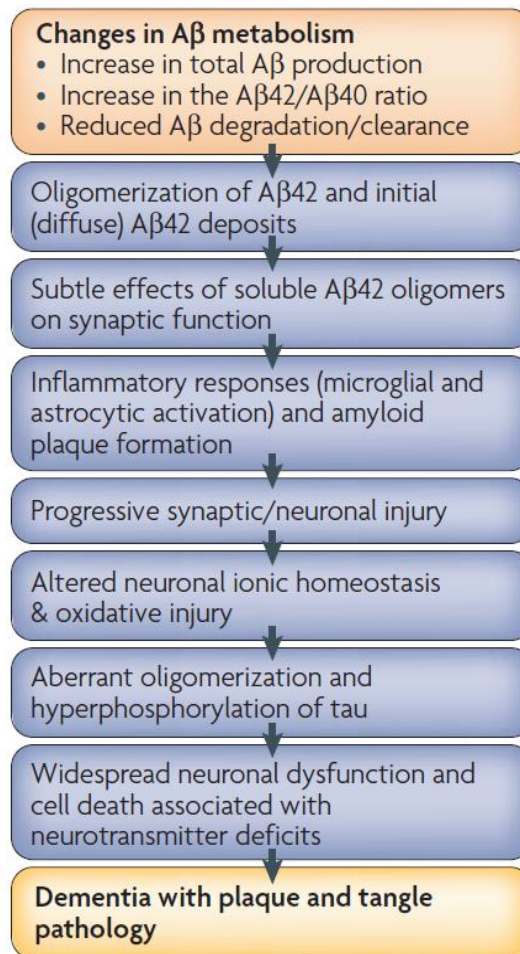 Changes in Aβ metabolism
• Increase in total Aβ production
• Increase in the Aβ42/Aβ40 ratio
• Reduced Aβ degradation/clearance
Oligomerization of Aβ42 and initial
(diffuse) Aβ42 deposits
Subtle effects of soluble Aβ42 oligomers
on synaptic function
Inflammatory responses (microglial and
astrocytic activation) and amyloid
plaque formation
Progressive synaptic/neuronal injury
Altered neuronal ionic homeostasis
& oxidative injury
Aberrant oligomerization and
hyperphosphorylation of tau
Widespread neuronal dysfunction and
cell death associated with
neurotransmitter deficits
Dementia with plaque and tangle
pathology